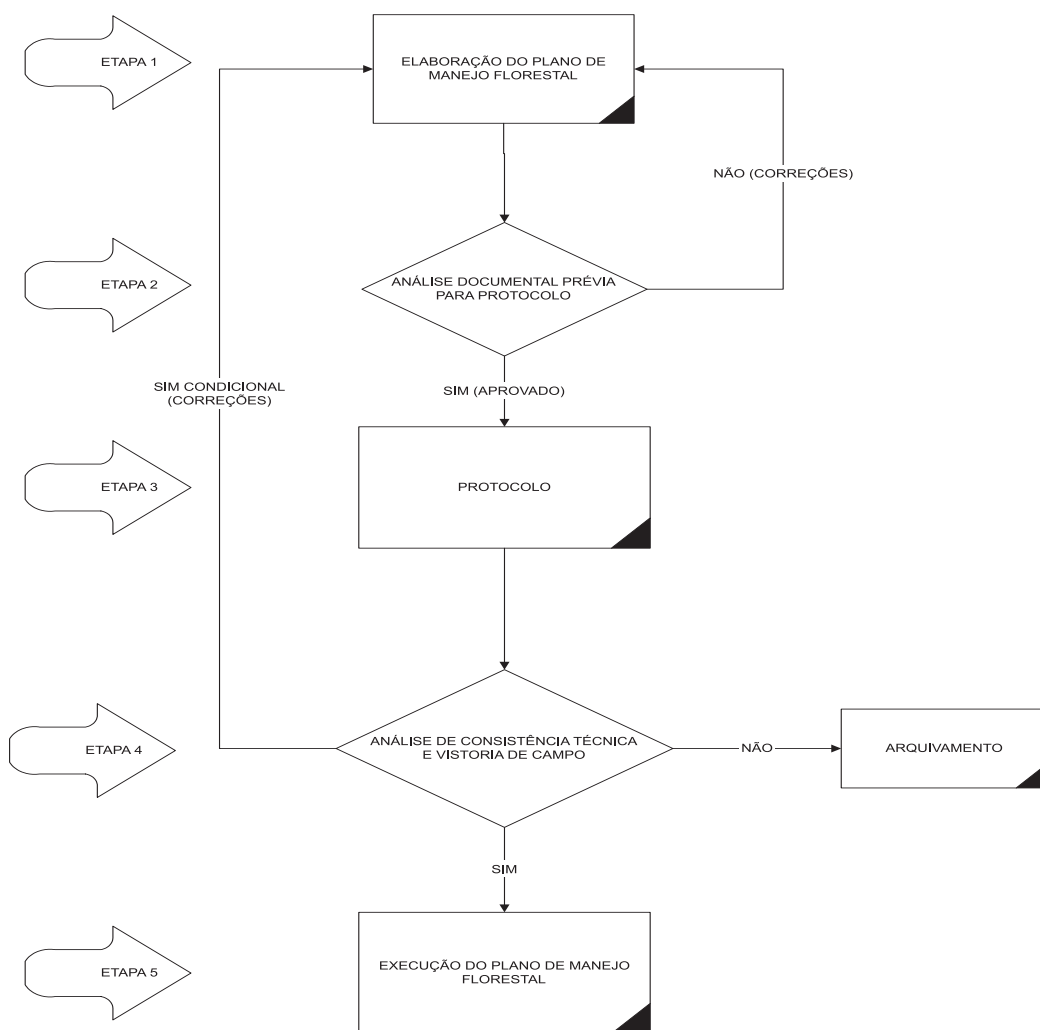 ETAPA 1
ELABORAÇÃO DO PLANO DE
MANEJO FLORESTAL
NÃO (CORREÇÕES)
ETAPA 2
ANÁLISE DOCUMENTAL PRÉVIA
PARA PROTOCOLO
SIM CONDICIONAL
(CORREÇÕES)
SIM (APROVADO)
ETAPA 3
PROTOCOLO
ETAPA 4
ANÁLISE DE CONSISTÊNCIA TÉCNICA
E VISTORIA DE CAMPO
NÃO
ARQUIVAMENTO
SIM
ETAPA 5
EXECUÇÃO DO PLANO DE MANEJO
FLORESTAL